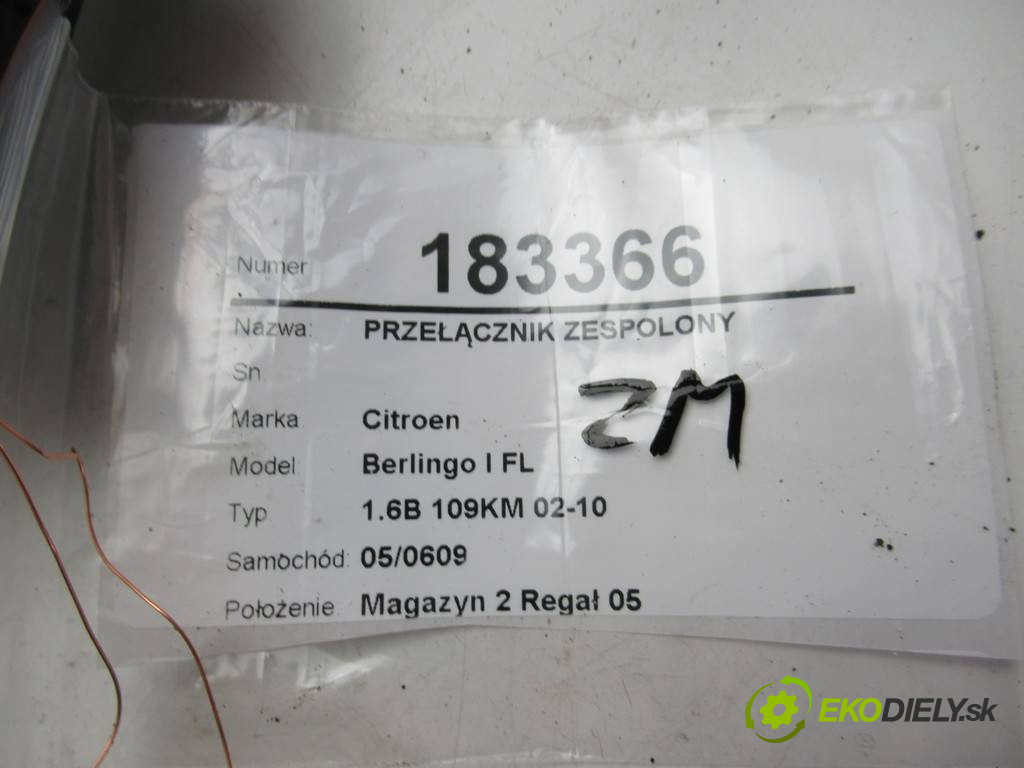 Numer 183366
Nazwa: PRZEŁĄCZNIK ZESPOLONY
Sn
ZM
Marka Citroen
Model Berlingo I FL
Typ 1.6B 109KM 02-10
Samochód: 05/0609
Położenie Magazyn 2 Regał 05
EKODIELY.sk